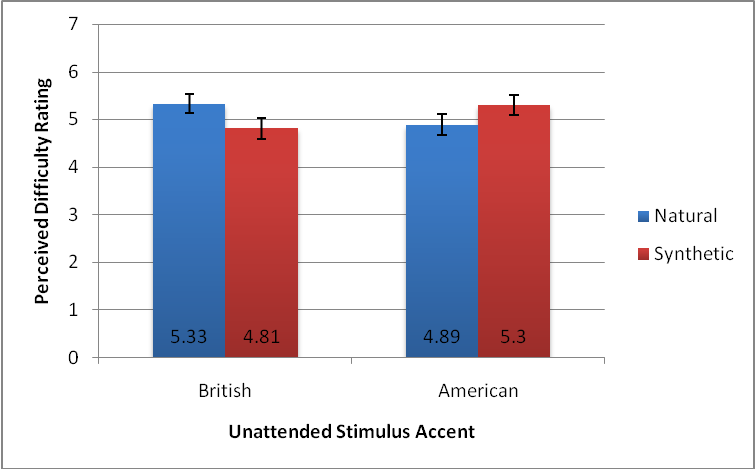 7
6
5
4
3
2
1
0
Perceived Difficulty Rating
5.33
4.81
4.89
5.3
British
American
Unattended Stimulus Accent
Natural
Synthetic